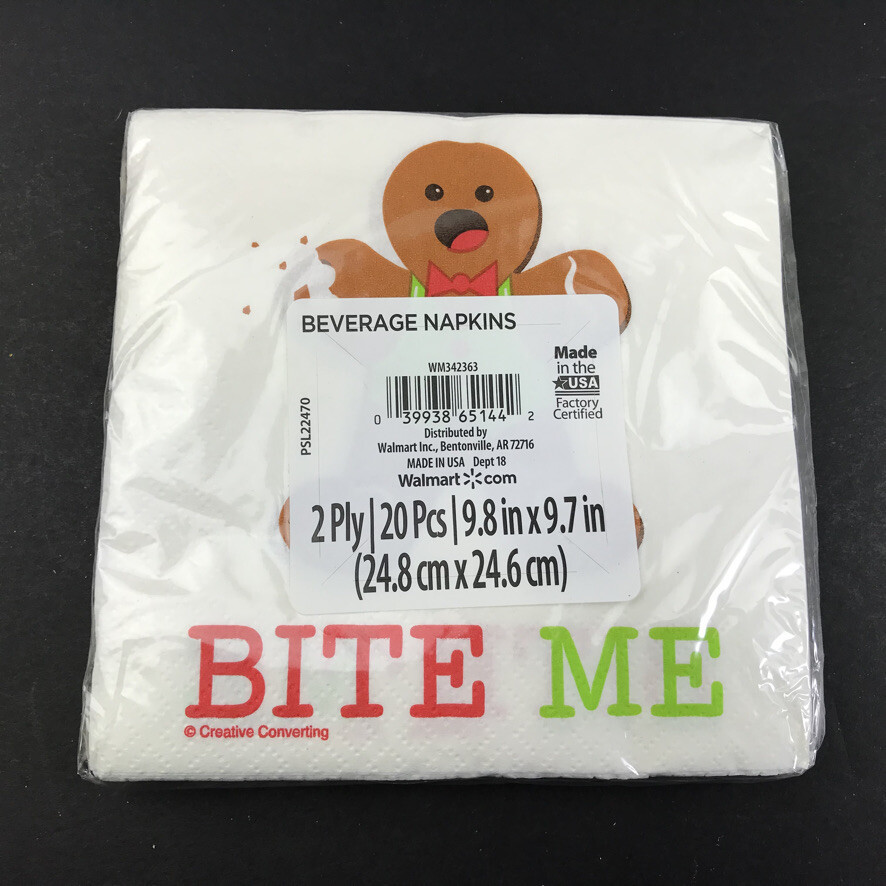 BEVERAGE NAPKINS
WM342363
0 39938 65144 2
PSL22470
Made
in the
USA
Factory
Certified
Distributed by
Walmart Inc., Bentonville, AR 72716
MADE IN USA Dept 18
Walmart com
2 Ply|20 Pcs|9.8 in x 9.7 in
(24.8 cm x 24.6 cm)
BITE ME
© Creative Converting